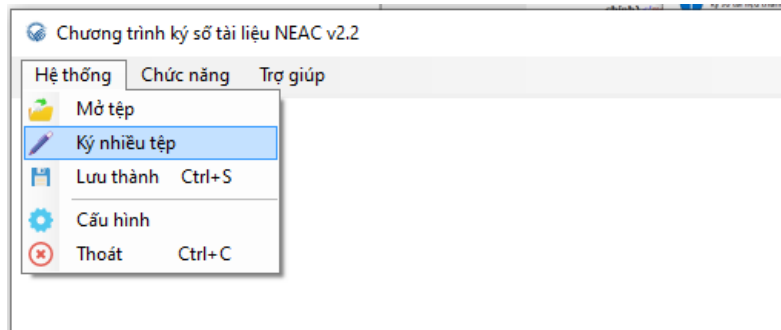 Chương trình ký số tài liệu NEAC v2.2
Hệ thống Chức năng Trợ giúp
Mở tệp
Ký nhiều tệp
Lưu thành Ctrl+S
Cấu hình
Thoát Ctrl+C